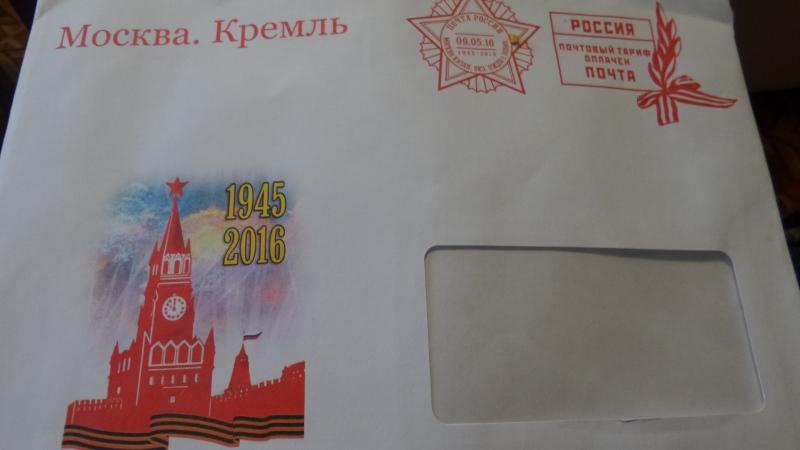 Москва. Кремль
ПОЧТА РОССИИ
09.05.16
1945-2016
РОССИЯ
ПОЧТОВЫЙ ТАРИФ
ОПЛАЧЕН
ПОЧТА
1945
2016